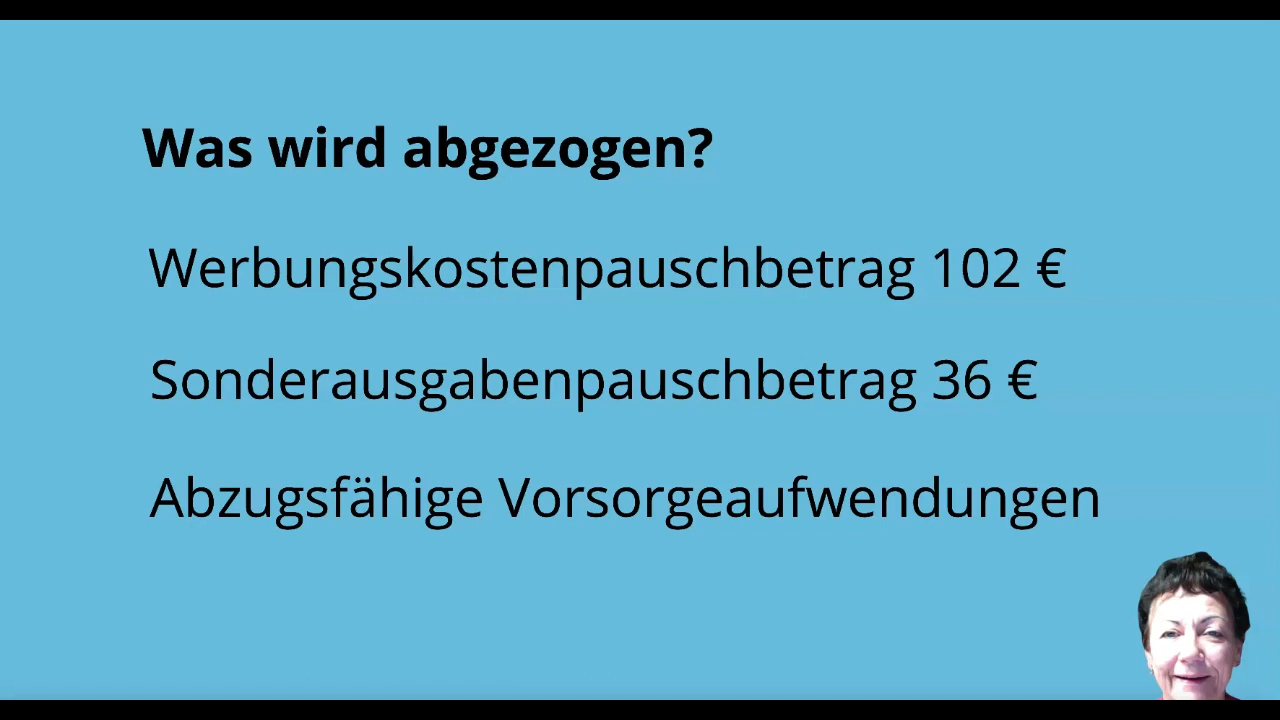 Was wird abgezogen?
Werbungskostenpauschbetrag 102 €
Sonderausgabenpauschbetrag 36 €
Abzugsfähige Vorsorgeaufwendungen